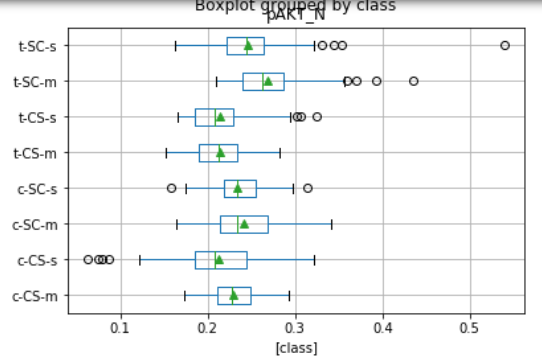 Boxplot grouped by class
pAKT_N
t-SC-s
t-SC-m
t-CS-s
t-CS-m
c-SC-s
c-SC-m
c-CS-s
c-CS-m
0.1 0.2 0.3 0.4 0.5
[class]